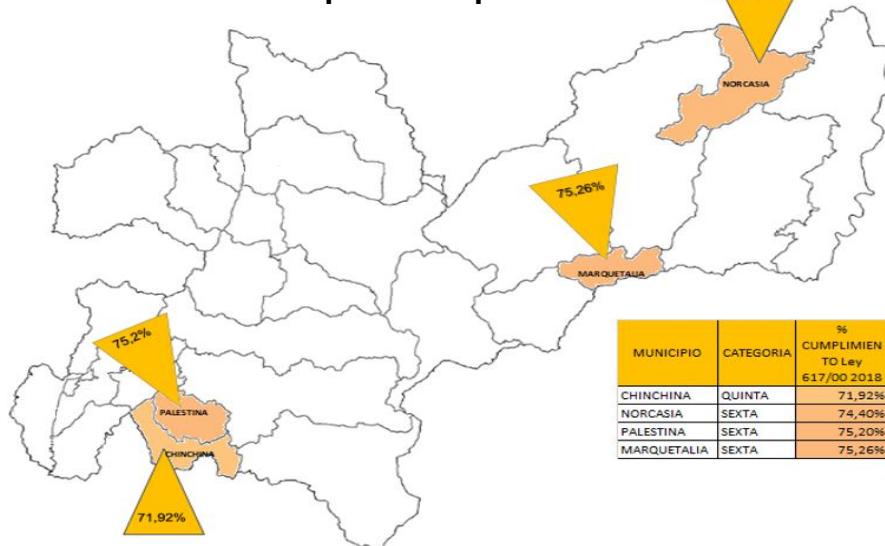 NORCASIA
75,26%
MARQUETALIA
75,2%
PALESTINA
CHINCHINA
71,92%
MUNICIPIO CATEGORIA % CUMPLIMIEN TO Ley 617/00 2018
CHINCHINA QUINTA 71,92%
NORCASIA SEXTA 74,40%
PALESTINA SEXTA 75,20%
MARQUETALIA SEXTA 75,26%